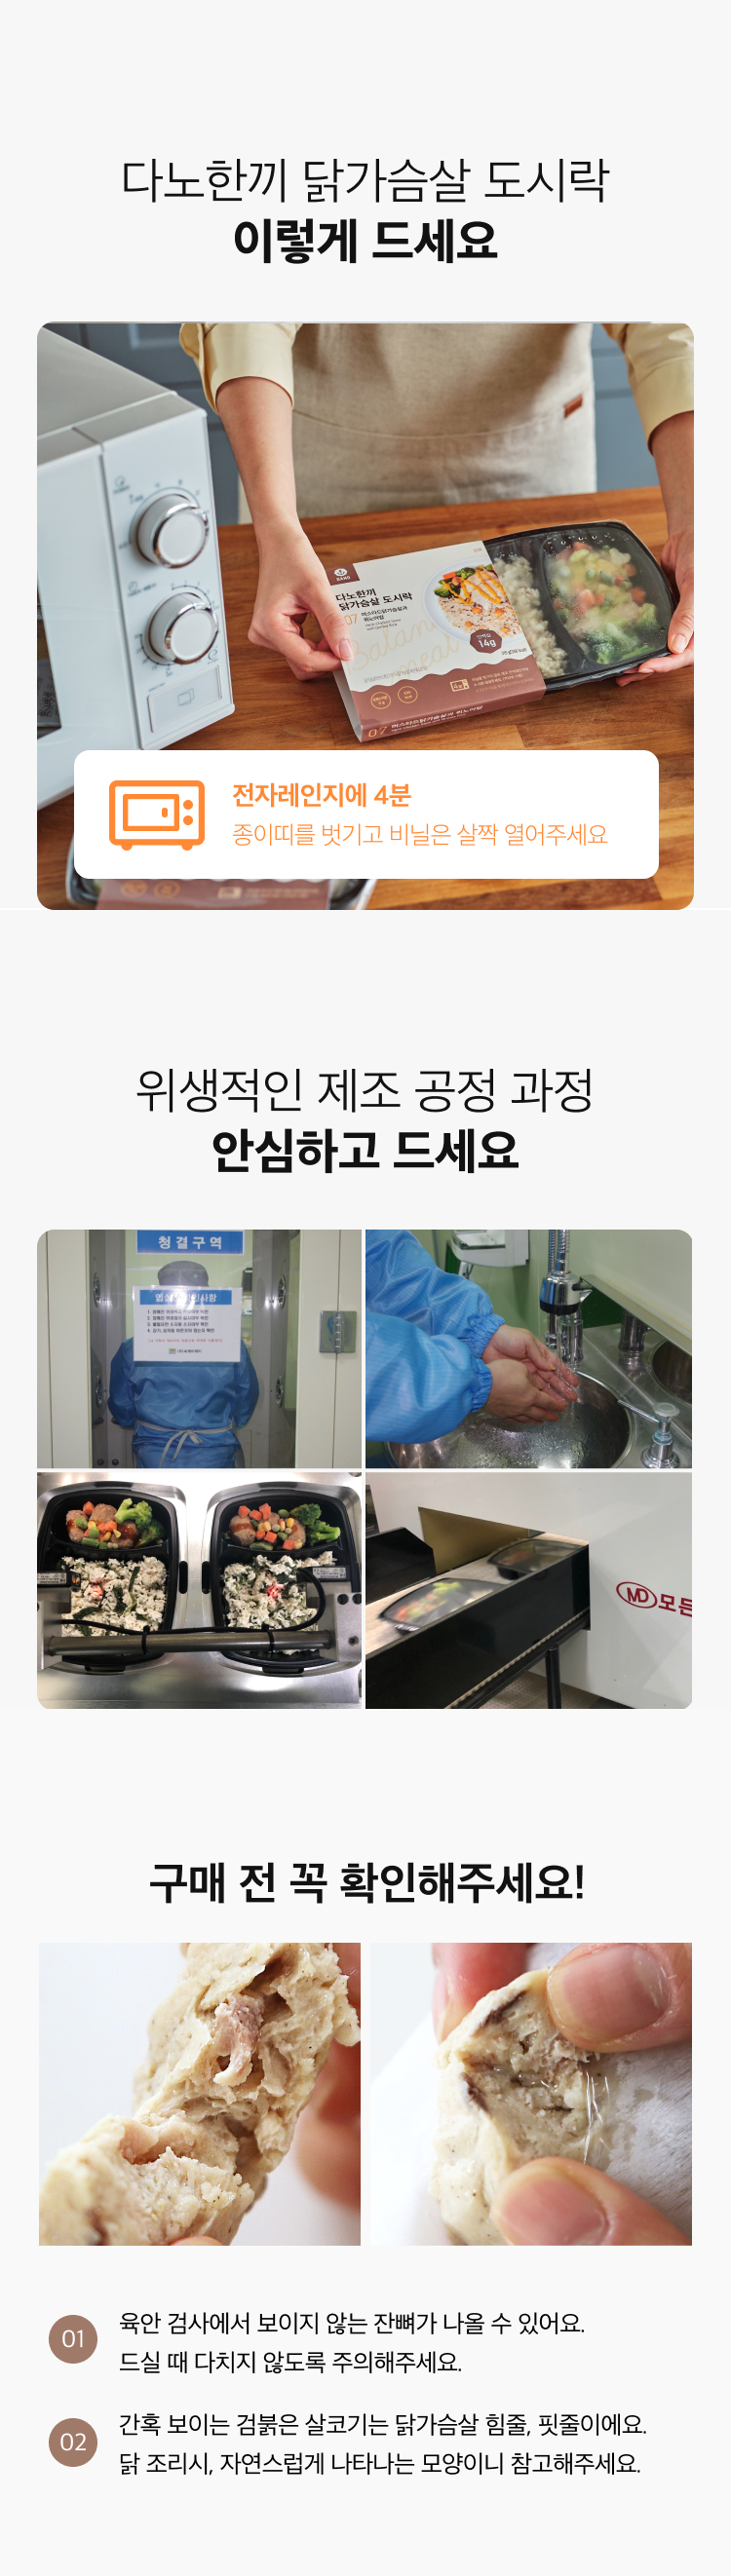 다노한끼 닭가슴살 도시락
이렇게 드세요
DANO
다노한끼
닭가슴살 도시락
07
Balanc
meal
14g
전자레인지에 4분
종이띠를 벗기고 비닐은 살짝 열어주세요
위생적인 제조 공정 과정
안심하고 드세요
청결구역
MD 모든
구매 전 꼭 확인해주세요!
01
육안 검사에서 보이지 않는 잔뼈가 나올 수 있어요.
드실 때 다치지 않도록 주의해주세요.
02
간혹 보이는 검붉은 살코기는 닭가슴살 힘줄, 핏줄이에요.
닭 조리시, 자연스럽게 나타나는 모양이니 참고해주세요.